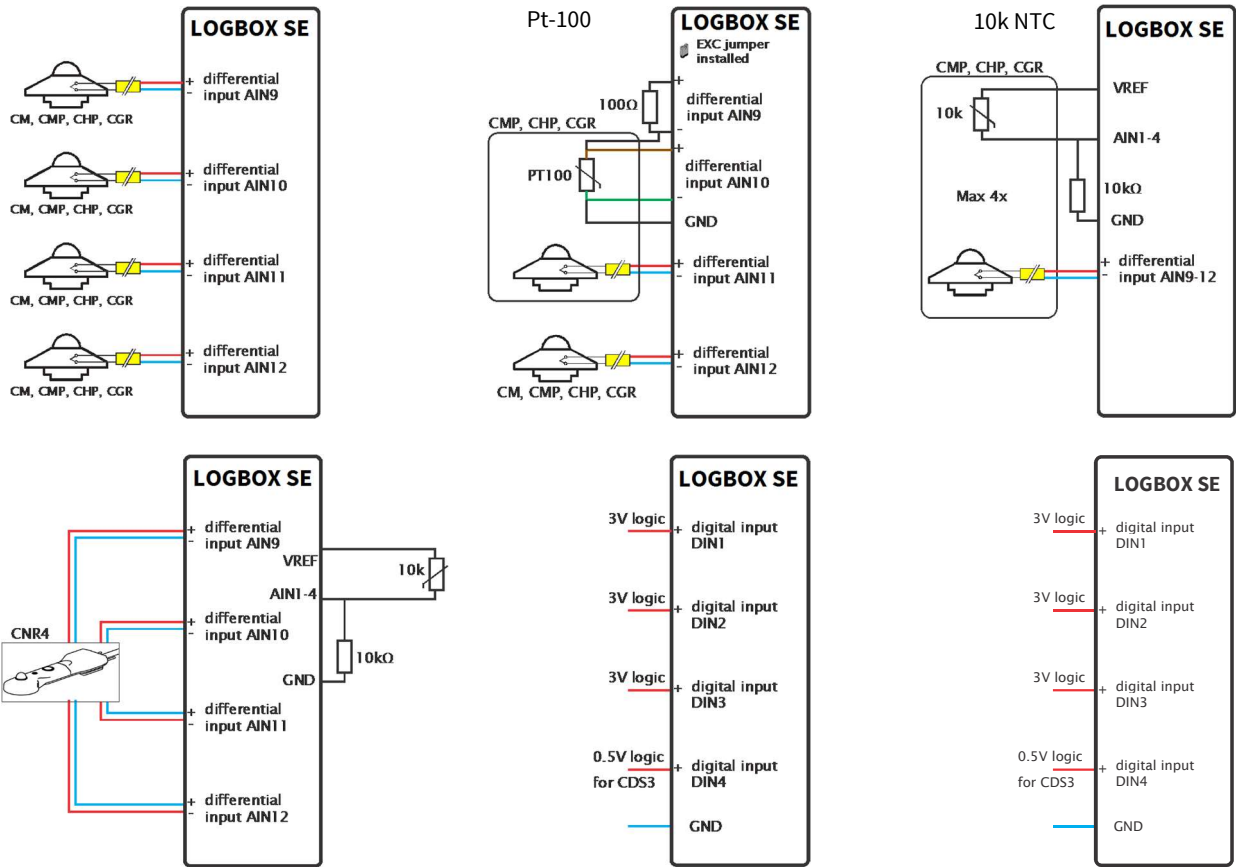 LOGBOX SE
+ differential
- input AIN9
CM, CMP, CHP, CGR
+ differential
- input AIN10
CM, CMP, CHP, CGR
+ differential
- input AIN11
CM, CMP, CHP, CGR
+ differential
- input AIN12
CM, CMP, CHP, CGR
Pt-100
LOGBOX SE
EXC jumper
installed
+
100Ω
differential
input AIN9
-
CMP, CHP, CGR
+
differential
PT100
input AIN10
-
GND
+ differential
- input AIN11
+ differential
- input AIN12
CM, CMP, CHP, CGR
10k NTC
LOGBOX SE
CMP, CHP, CGR
VREF
10k
AIN1-4
10kΩ
Max 4x
GND
+ differential
- input AIN9-12
LOGBOX SE
+ differential
- input AIN9
VREF
10k
AIN1-4
+ differential
- input AIN10
CNR4
10kΩ
GND
+ differential
- input AIN11
+ differential
- input AIN12
LOGBOX SE
3V logic
+ digital input
DIN1
3V logic
+ digital input
DIN2
3V logic
+ digital input
DIN3
0.5V logic
+ digital input
for CDS3
DIN4
GND
LOGBOX SE
3V logic
+ digital input
DIN1
3V logic
+ digital input
DIN2
3V logic
+ digital input
DIN3
0.5V logic
+ digital input
for CDS3
DIN4
GND